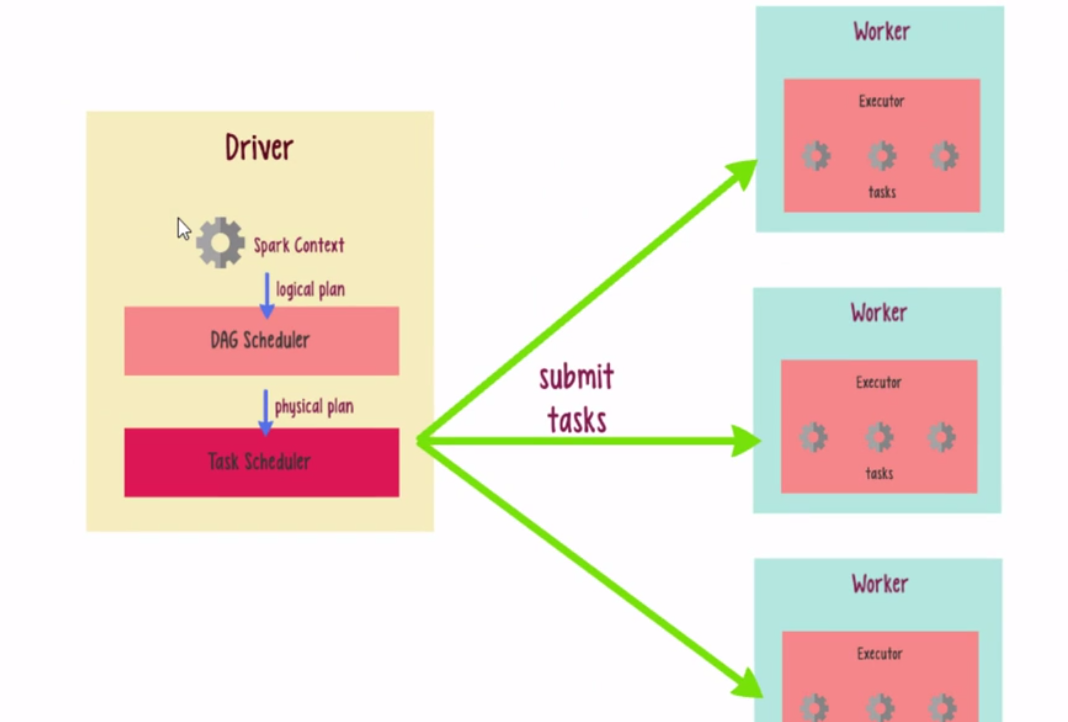 Driver
Spark Context
logical plan
DAG Scheduler
physical plan
Task Scheduler
submit
tasks
Worker
Executor
tasks
Worker
Executor
tasks
Worker
Executor